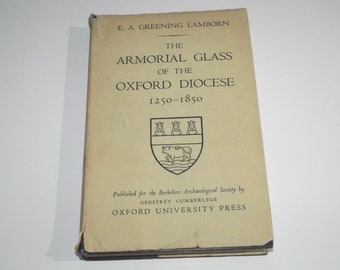 E. A. GREENING LAMBORN
THE
ARMORIAL GLASS
OF THE
OXFORD DIOCESE
1250–1850
Published for the Berkshire Archaeological Society by
GEOFFREY CUMBERLEGE
OXFORD UNIVERSITY PRESS